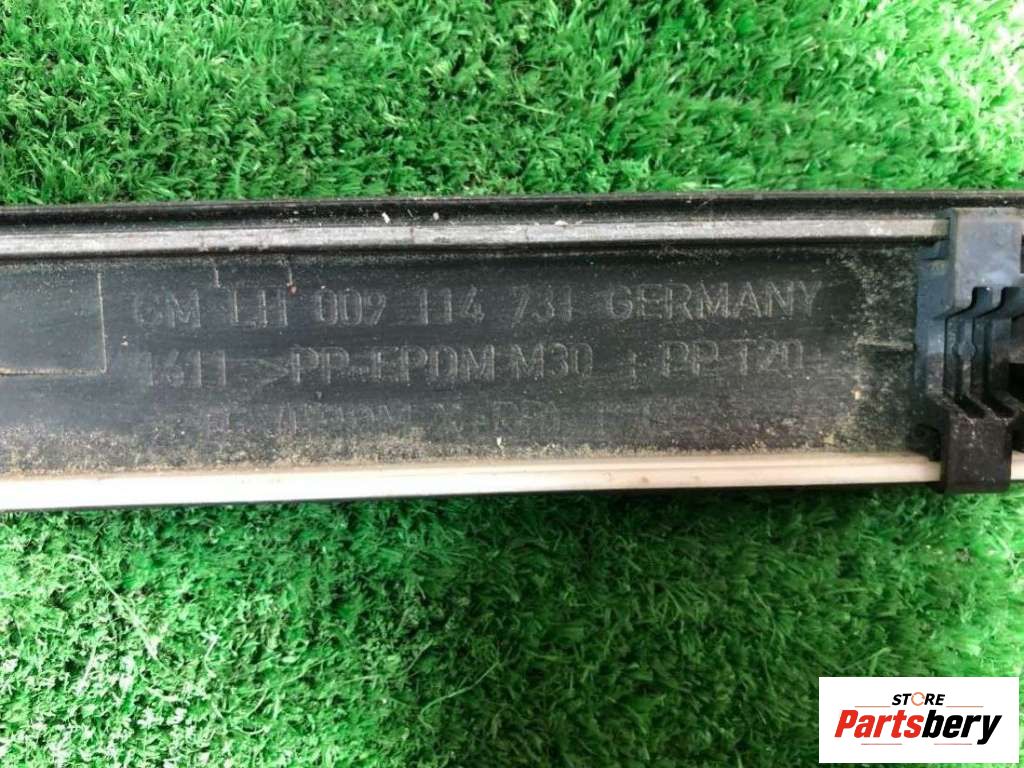 GM LH 009 114 731 GERMANY
1611 >PP-EPDM M30 + PP T20
STORE
Partsbery